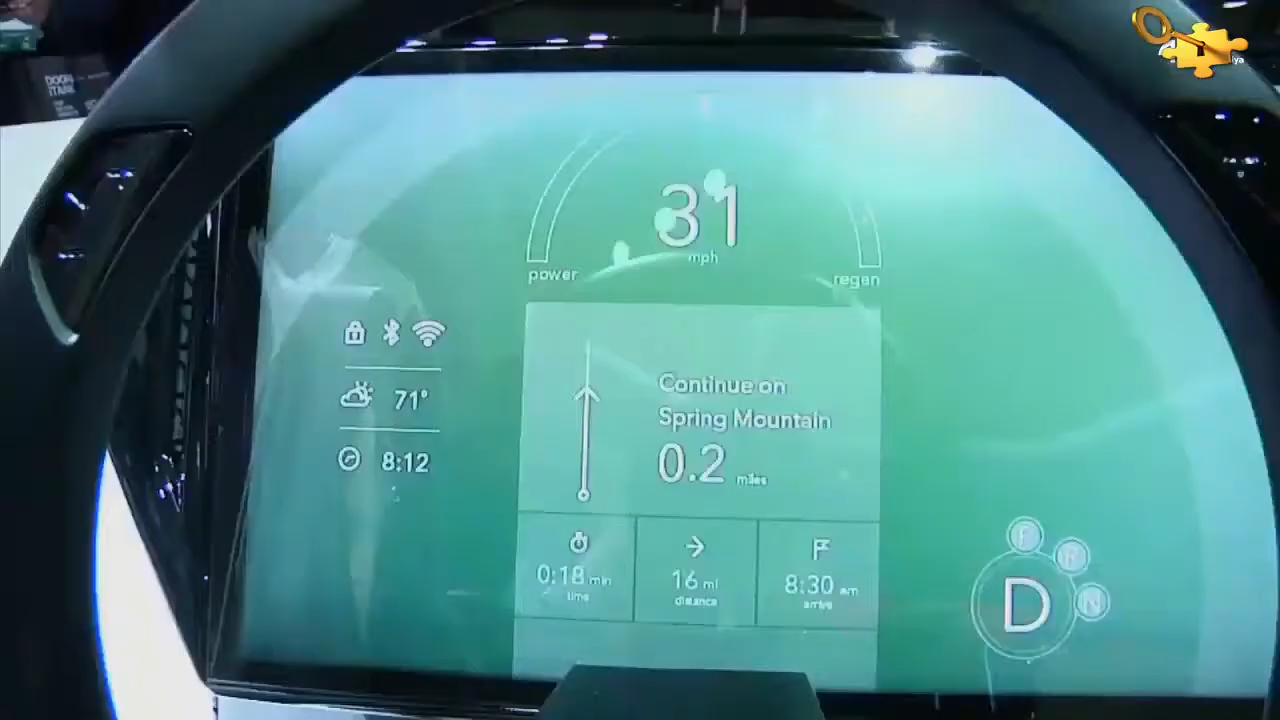 31
mph
power
regen
71°
8:12
Continue on
Spring Mountain
0.2 miles
0:18 min
time
16 mi
distance
8:30 am
arrive
R
N
D